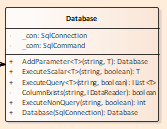 Database
- _con: SqlConnection
- _com: SqlCommand
+ AddParameter<T>(string, T): Database
+ ExecuteScalar<T>(string, boolean): T
+ ExecuteQuery<T>(string, boolean): IList<T>
- ColumnExists(string, IDataReader): boolean
+ ExecuteNonQuery(string, boolean): int
+ Database(SqlConnection): Database